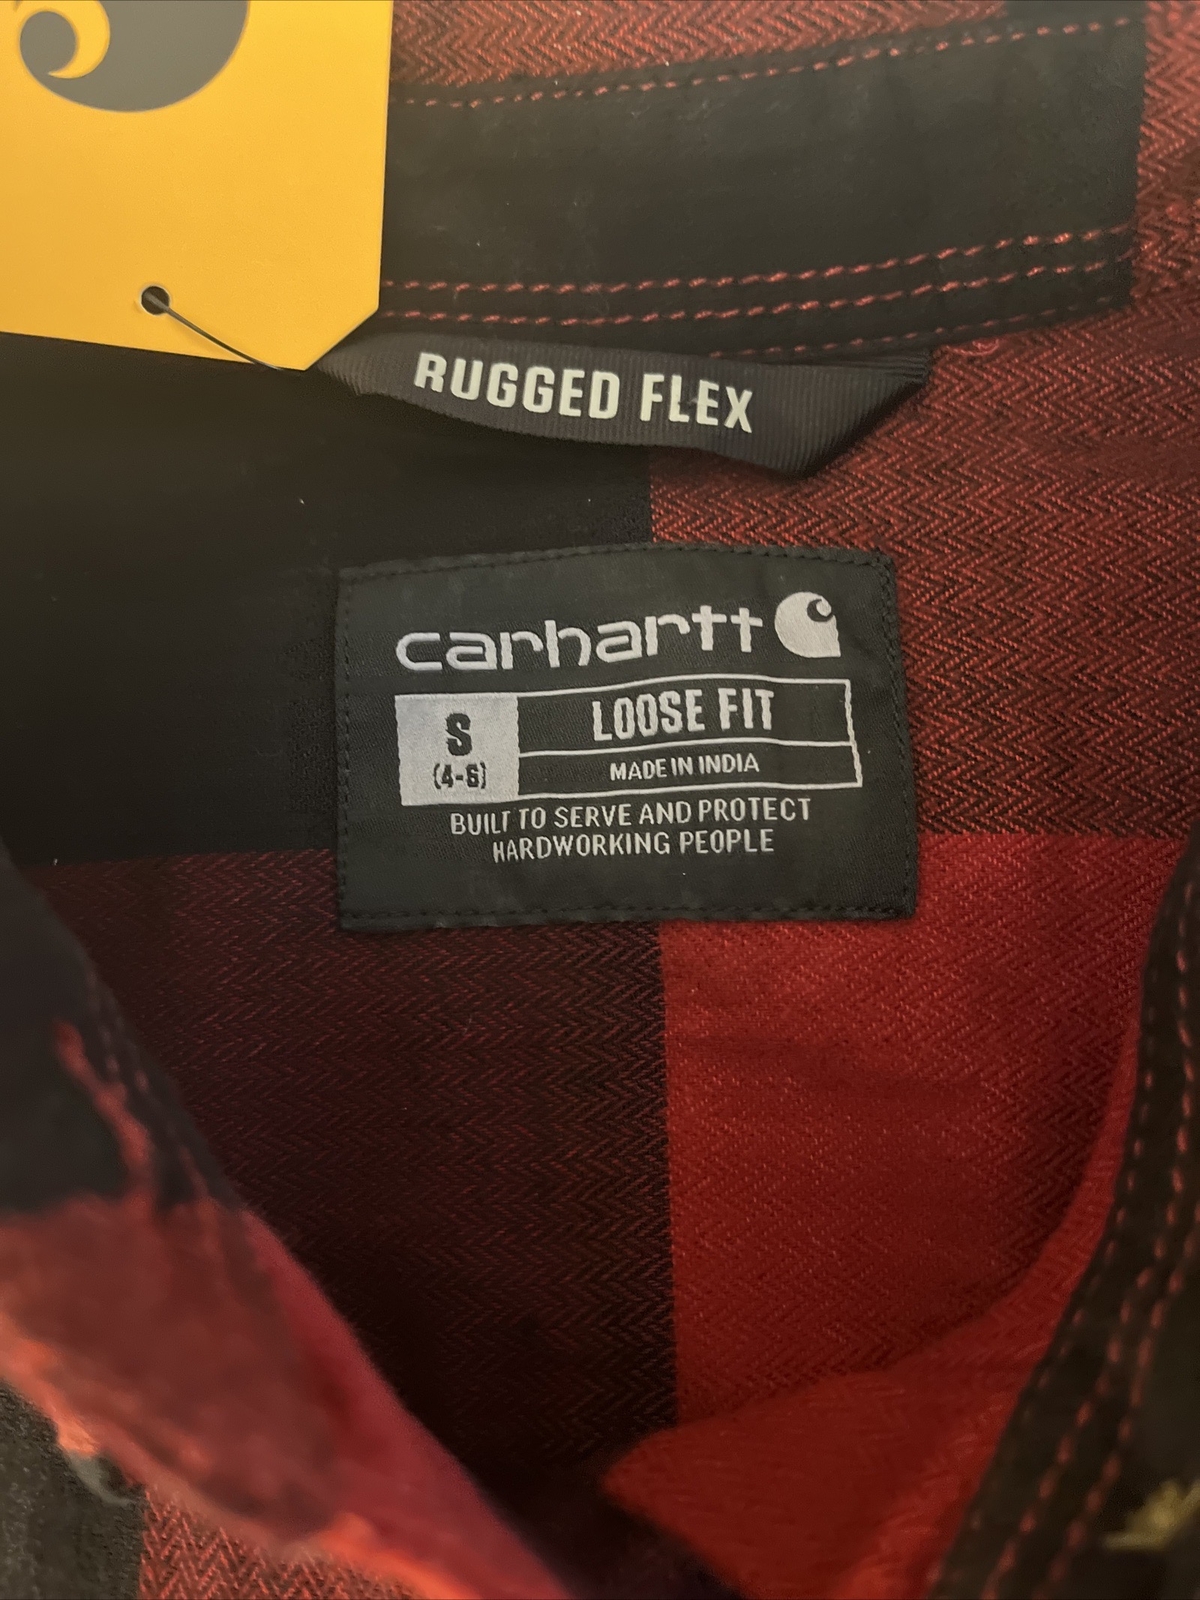 RUGGED FLEX
carhartt
S
(4-6)
LOOSE FIT
MADE IN INDIA
BUILT TO SERVE AND PROTECT
HARDWORKING PEOPLE